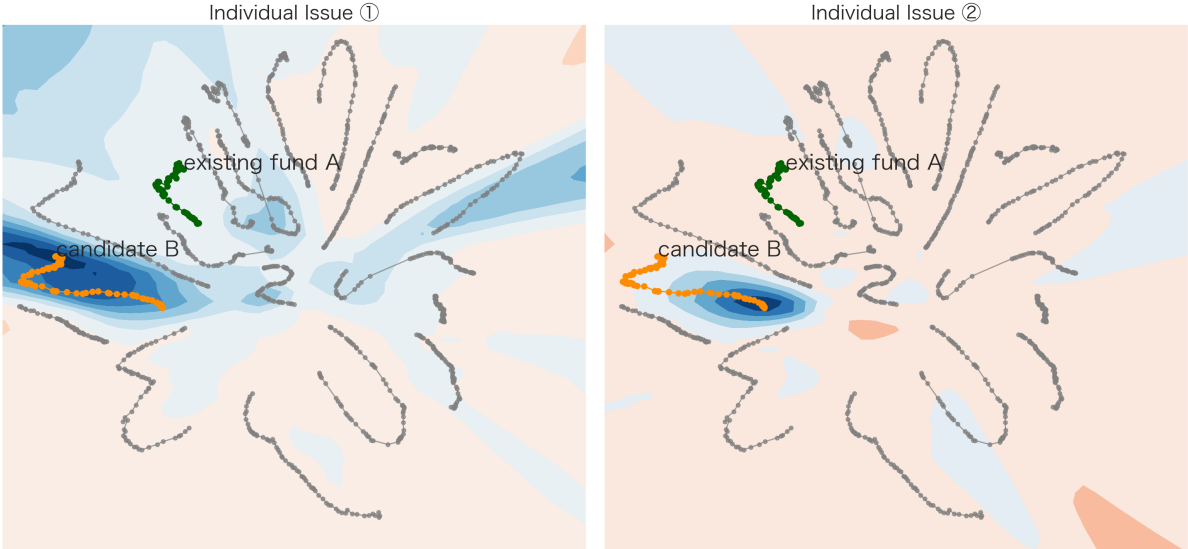 Individual Issue ①
existing fund A
candidate B
Individual Issue ②
existing fund A
candidate B